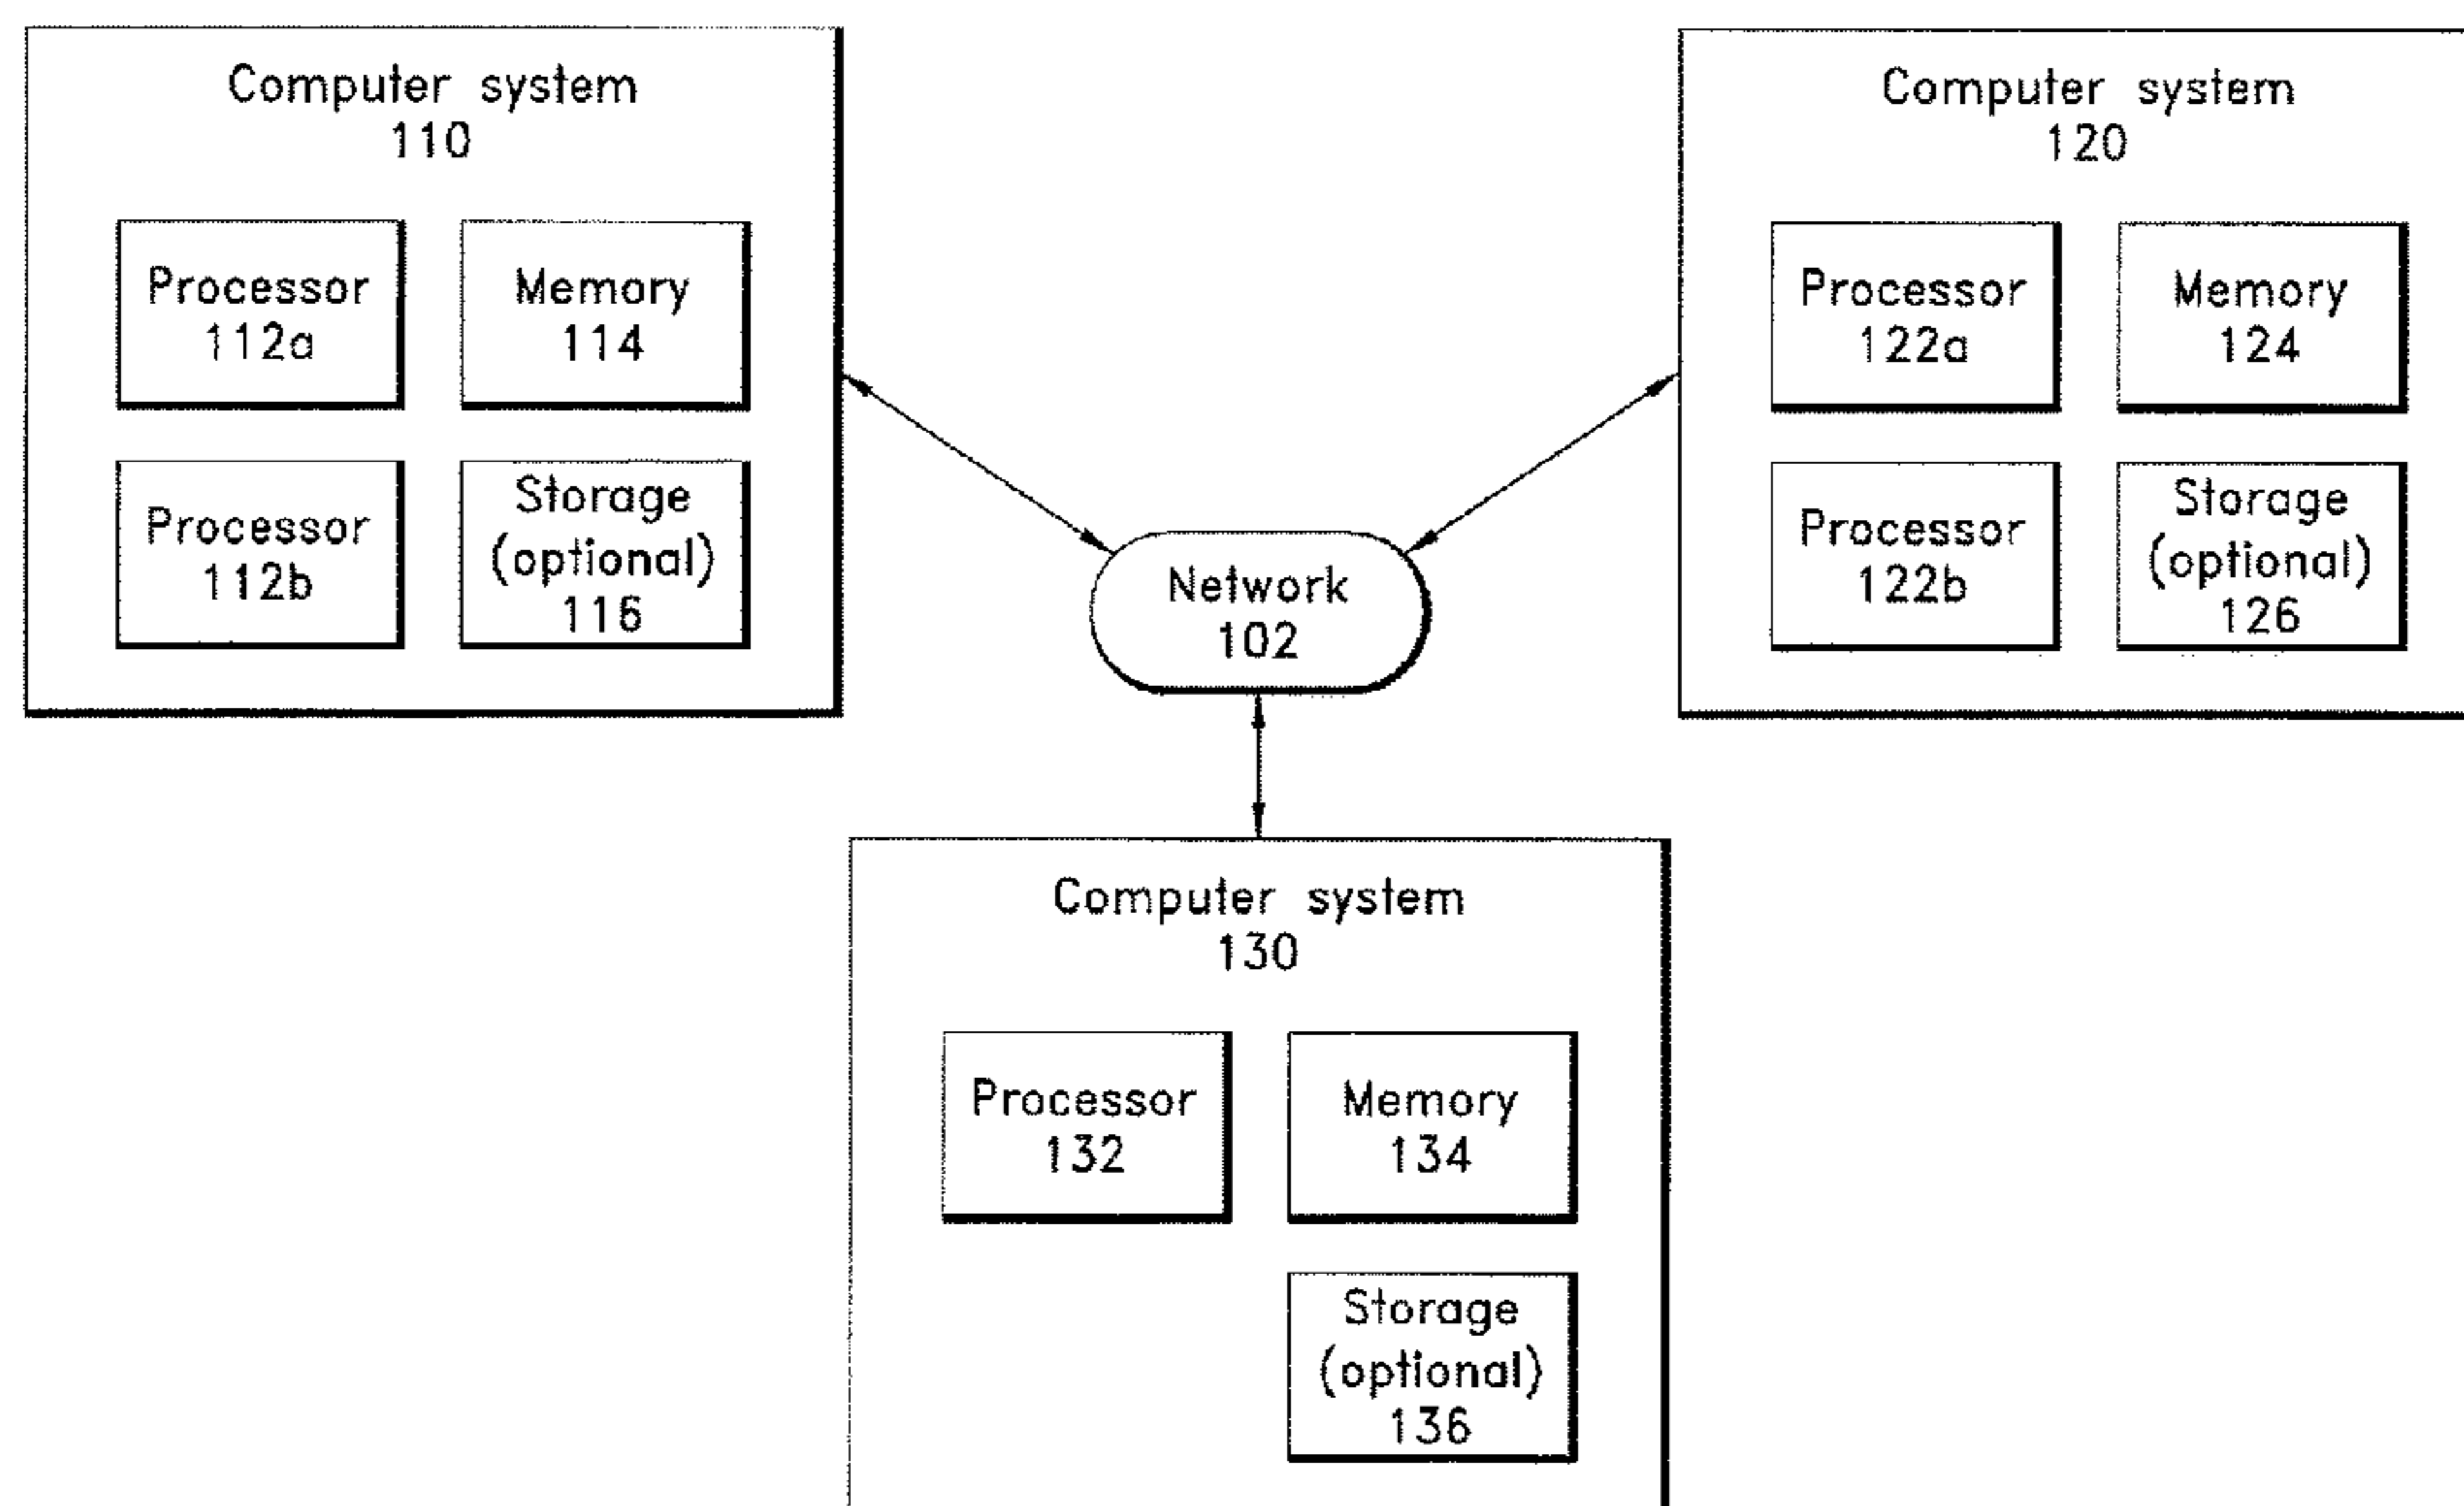 Computer system
110
Processor
112a
Memory
114
Processor
112b
Storage
(optional)
116
Computer system
120
Processor
122a
Memory
124
Processor
122b
Storage
(optional)
126
Network
102
Computer system
130
Processor
132
Memory
134
Storage
(optional)
136